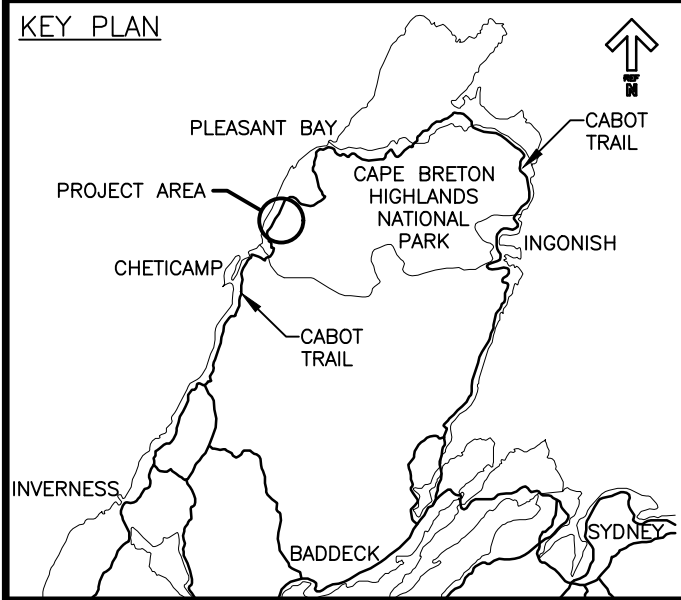 KEY PLAN
REF
N
PLEASANT BAY
CABOT
TRAIL
PROJECT AREA
CAPE BRETON
HIGHLANDS
NATIONAL
PARK
INGONISH
CHETICAMP
CABOT
TRAIL
INVERNESS
BADDECK
SYDNEY